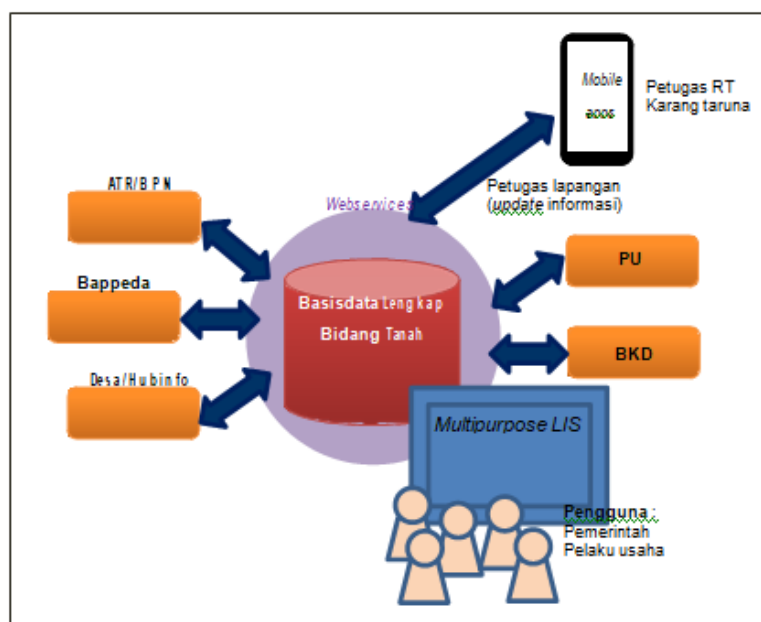 Mobile
aoos
Petugas RT
Karang taruna
ATR/BPN
Webservices
Petugas lapangan
(update informasi)
Bappeda
PU
Basisdata Lengkap
Bidang Tanah
BKD
Desa/Hubinfo
Multipurpose LIS
Pengguna :
Pemerintah
Pelaku usaha